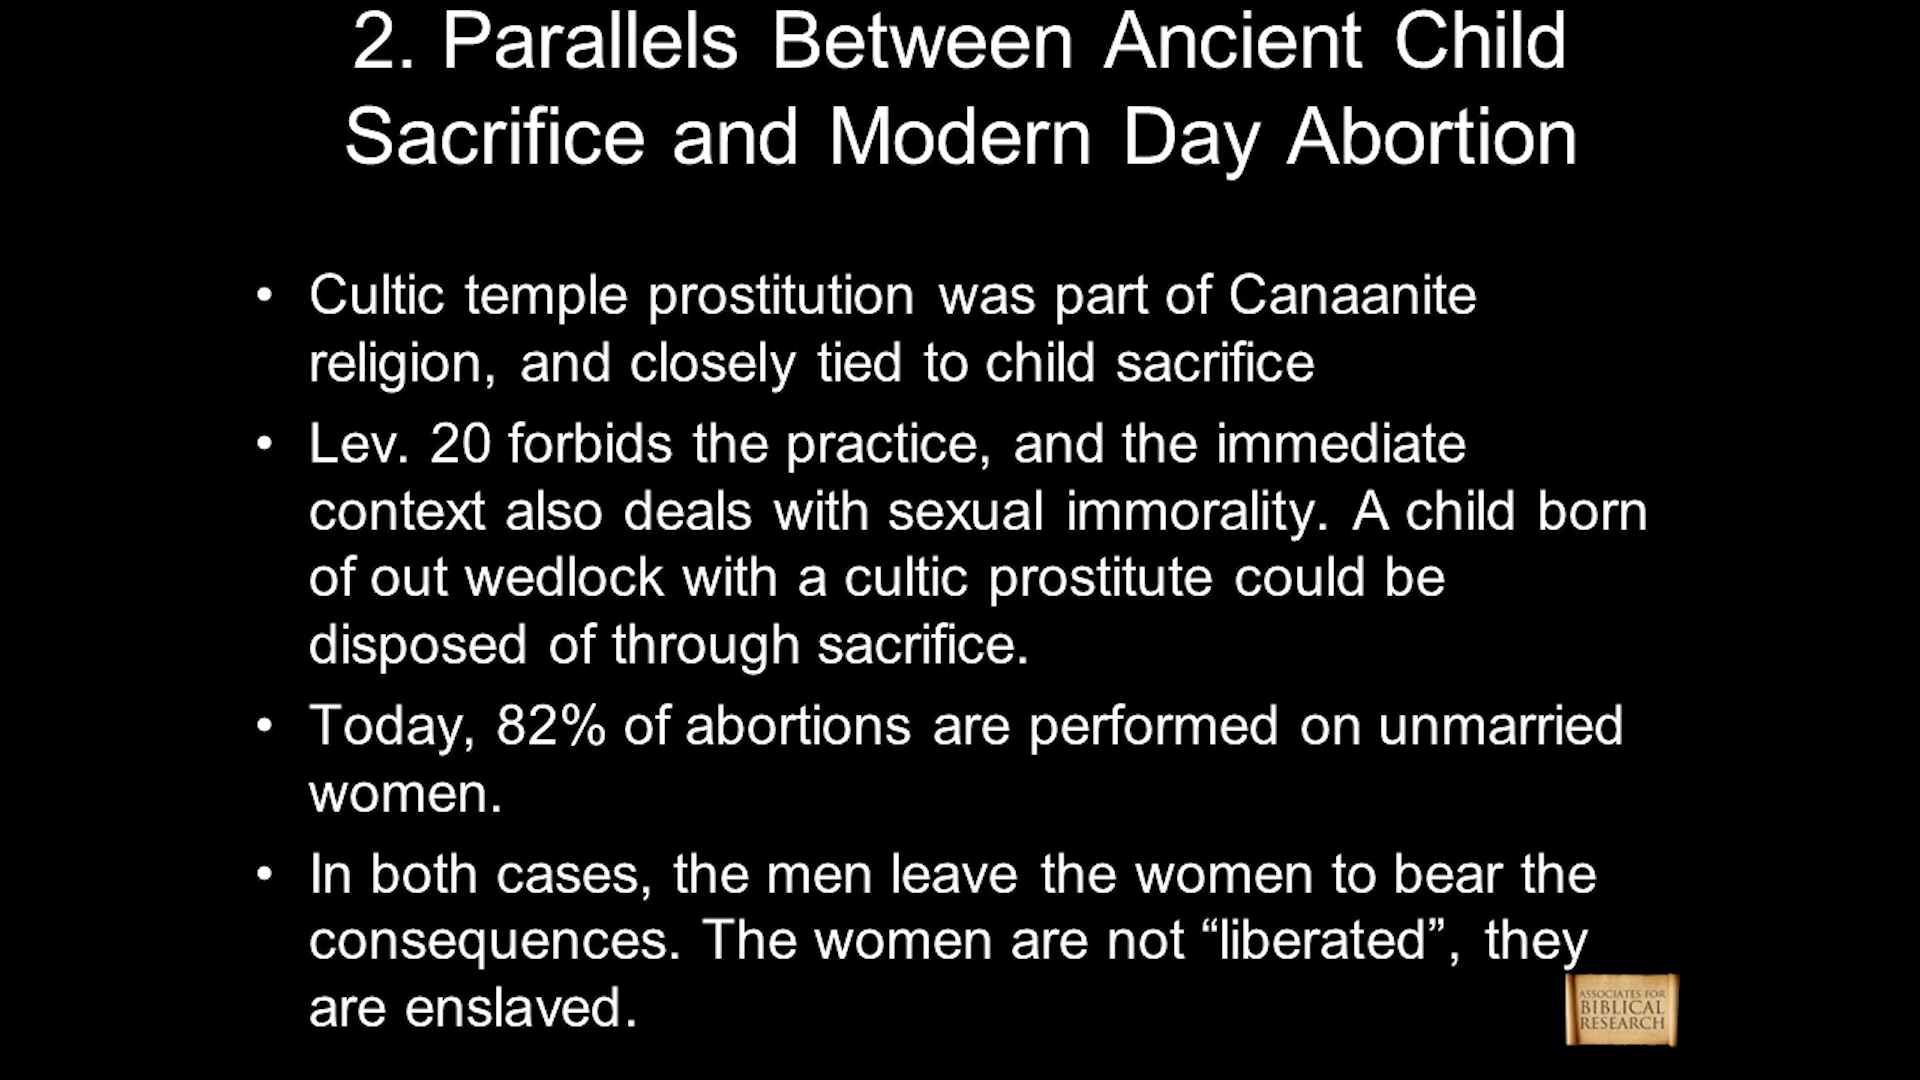 2. Parallels Between Ancient Child
Sacrifice and Modern Day Abortion
• Cultic temple prostitution was part of Canaanite
religion, and closely tied to child sacrifice
• Lev. 20 forbids the practice, and the immediate
context also deals with sexual immorality. A child born
of out wedlock with a cultic prostitute could be
disposed of through sacrifice.
• Today, 82% of abortions are performed on unmarried
women.
• In both cases, the men leave the women to bear the
consequences. The women are not “liberated”, they
are enslaved.
ASSOCIATES FOR
BIBLICAL
RESEARCH